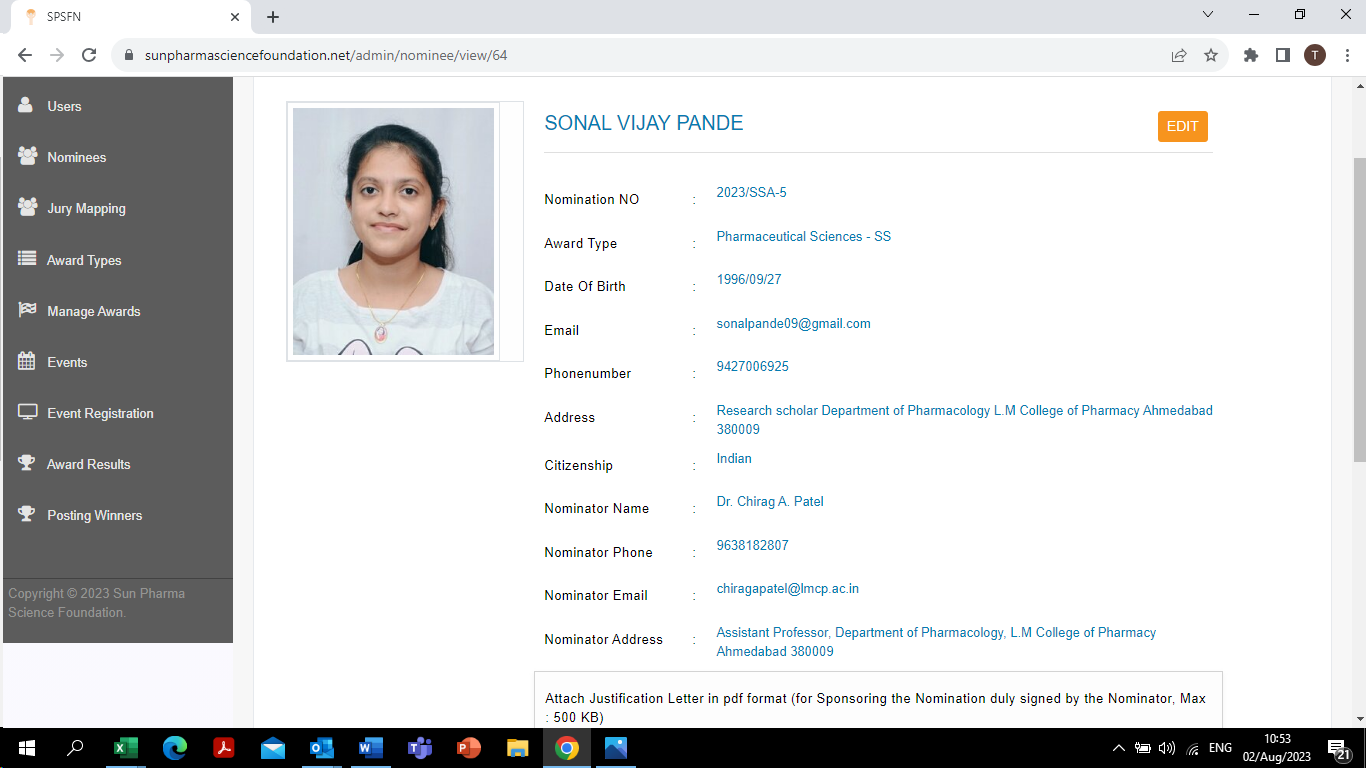 SPSFN
sunpharmasciencefoundation.net/admin/nominee/view/64
T
Users
Nominees
Jury Mapping
Award Types
Manage Awards
Events
Event Registration
Award Results
Posting Winners
Copyright © 2023 Sun Pharma
Science Foundation.
SONAL VIJAY PANDE
EDIT
Nomination NO : 2023/SSA-5
Award Type : Pharmaceutical Sciences - SS
Date Of Birth : 1996/09/27
Email : sonalpande09@gmail.com
Phonenumber : 9427006925
Address : Research scholar Department of Pharmacology L.M College of Pharmacy Ahmedabad
380009
Citizenship : Indian
Nominator Name : Dr. Chirag A. Patel
Nominator Phone : 9638182807
Nominator Email : chiragapatel@lmcp.ac.in
Nominator Address : Assistant Professor, Department of Pharmacology, L.M College of Pharmacy
Ahmedabad 380009
Attach Justification Letter in pdf format (for Sponsoring the Nomination duly signed by the Nominator, Max
: 500 KB)
ENG
10:53
02/Aug/2023
21